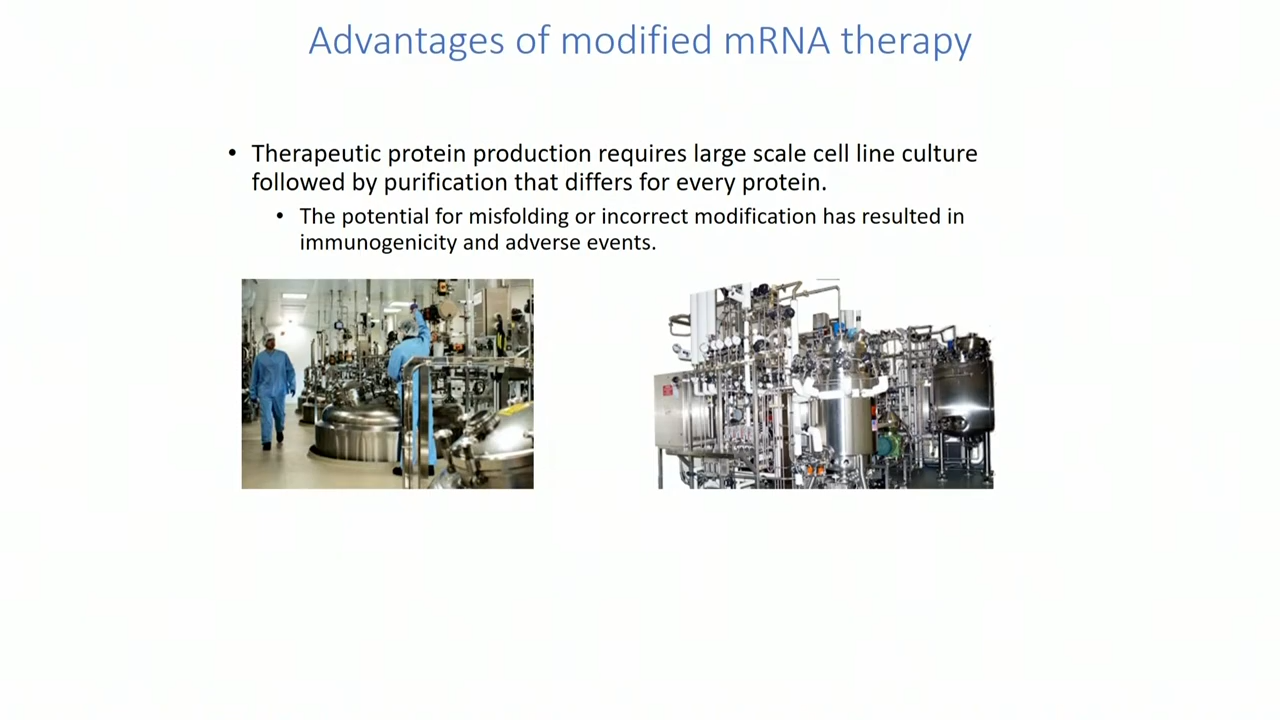 Advantages of modified mRNA therapy
• Therapeutic protein production requires large scale cell line culture
followed by purification that differs for every protein.
• The potential for misfolding or incorrect modification has resulted in
immunogenicity and adverse events.